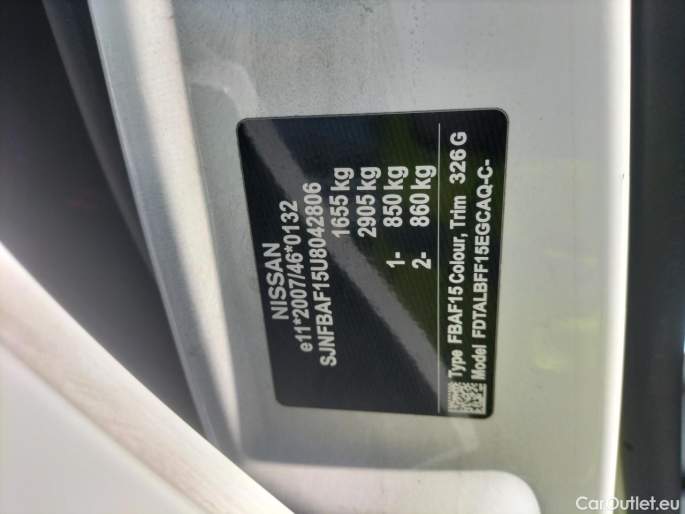 NISSAN
e11*2007/46*0132
SJNFBAF15U8042806
1655 kg
2905 kg
1- 850 kg
2- 860 kg
Type FBAF15 Colour, Trim 326 G
Model FDTALBFF15EGCAQ-C-
CarOutlet.eu